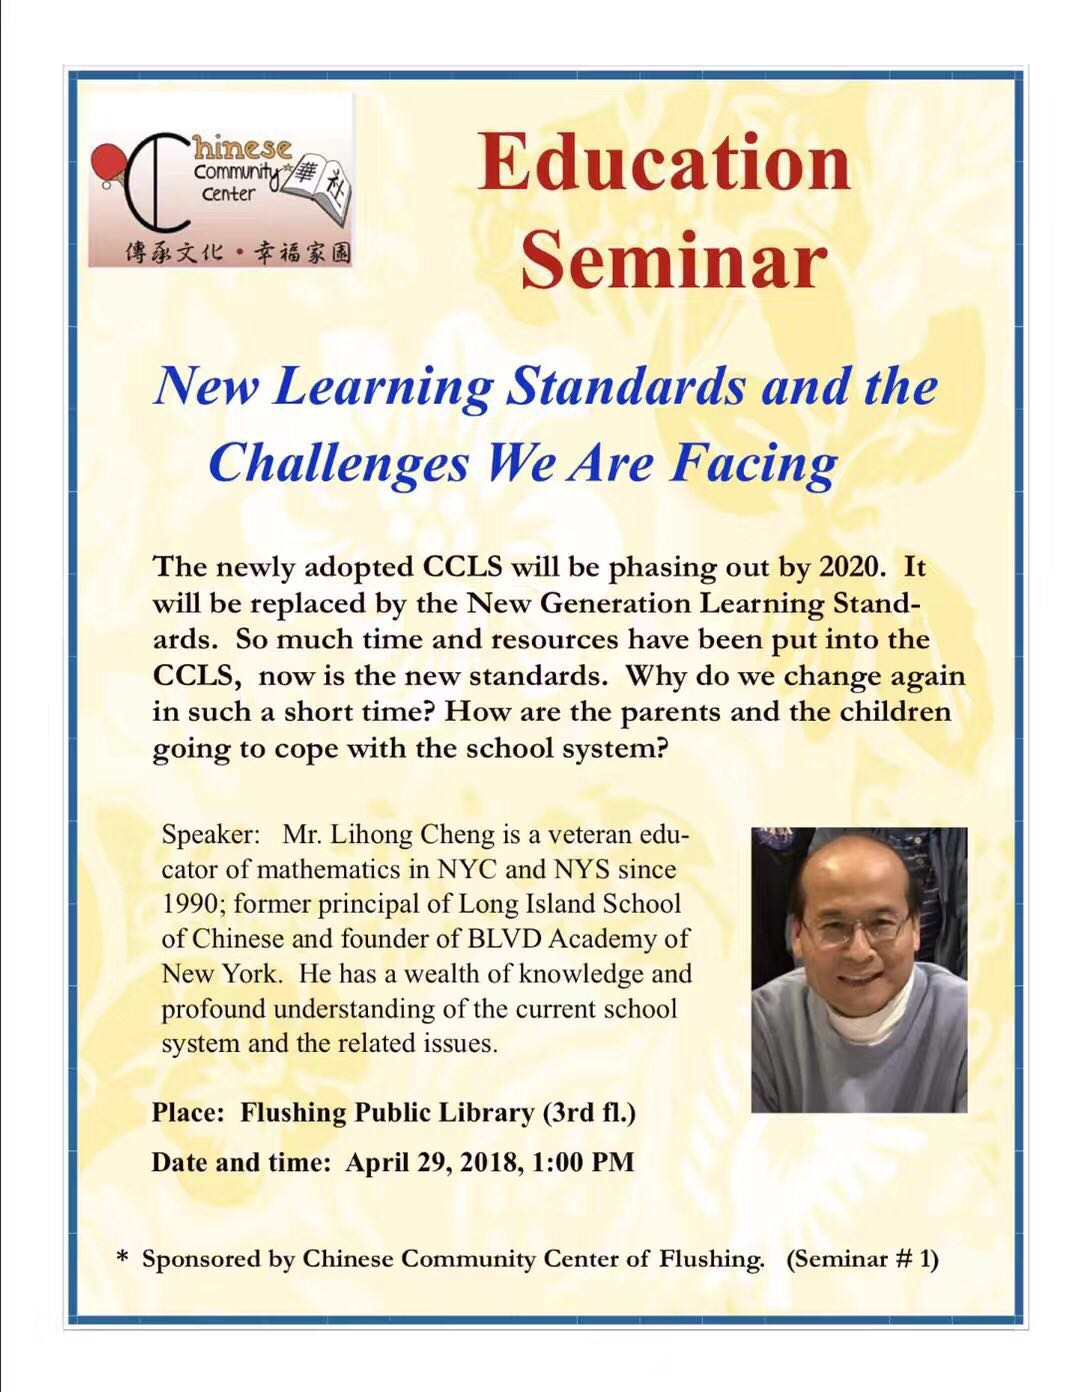 Chinese
Community
Center
華社
傳承文化・幸福家園
Education
Seminar
New Learning Standards and the
Challenges We Are Facing
The newly adopted CCLS will be phasing out by 2020.  It
will be replaced by the New Generation Learning Stand-
ards.  So much time and resources have been put into the
CCLS,  now is the new standards.  Why do we change again
in such a short time? How are the parents and the children
going to cope with the school system?
Speaker:   Mr. Lihong Cheng is a veteran edu-
cator of mathematics in NYC and NYS since
1990; former principal of Long Island School
of Chinese and founder of BLVD Academy of
New York.  He has a wealth of knowledge and
profound understanding of the current school
system and the related issues.
Place:  Flushing Public Library (3rd fl.)
Date and time:  April 29, 2018, 1:00 PM
*  Sponsored by Chinese Community Center of Flushing.   (Seminar # 1)